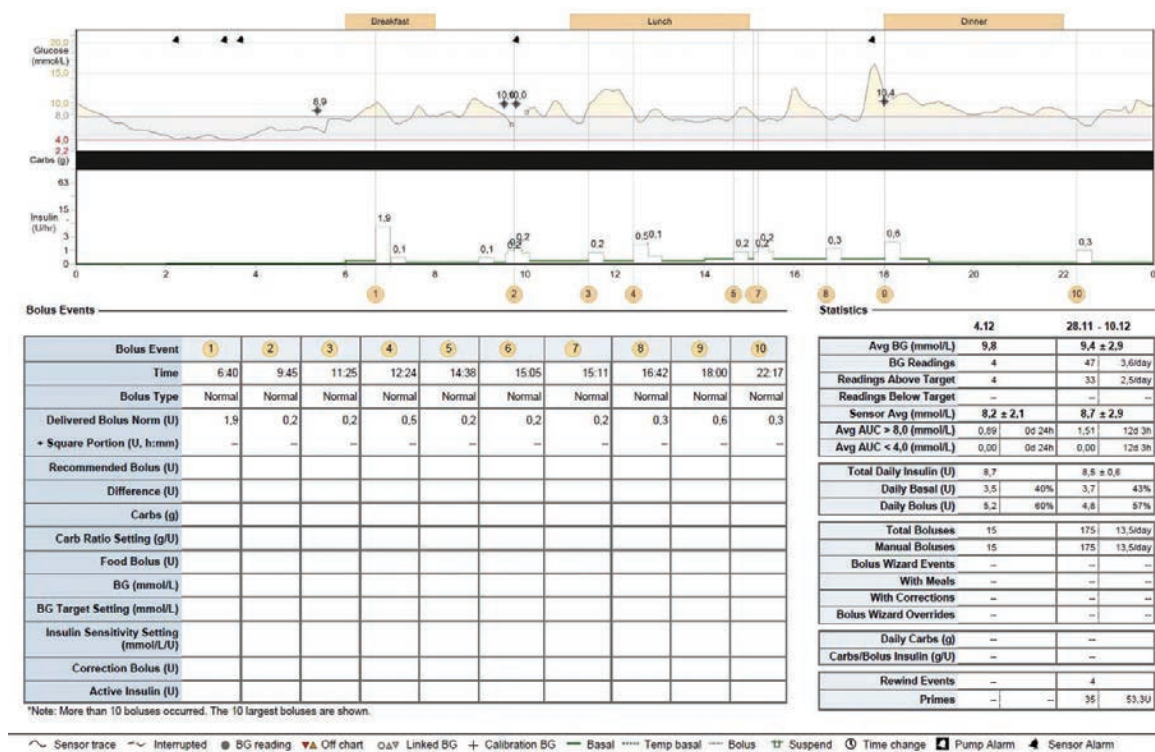 Breakfast Lunch Dinner
20,0
Glucose
(mmol/L)
15,0
10,0
8,0
4,0
2,2
8,9 10,0 10,0 10,4
Carbs (g)
63
15
Insulin
(U/hr)
3
1
0
1,9 0,1 0,1 0,2 0,2 0,2 0,5 0,1 0,2 0,2 0,2 0,3 0,6 0,3
0 2 4 6 8 10 12 14 16 18 20 22 0
1 2 3 4 5 7 8 9 10
Bolus Events
Bolus Event 1 2 3 4 5 6 7 8 9 10
Time 6:40 9:45 11:25 12:24 14:38 15:05 15:11 16:42 18:00 22:17
Bolus Type Normal Normal Normal Normal Normal Normal Normal Normal Normal Normal
Delivered Bolus Norm (U) 1,9 0,2 0,2 0,5 0,2 0,2 0,2 0,3 0,6 0,3
+ Square Portion (U, h:mm) -- -- -- -- -- -- -- -- -- --
Recommended Bolus (U)
Difference (U)
Carbs (g)
Carb Ratio Setting (g/U)
Food Bolus (U)
BG (mmol/L)
BG Target Setting (mmol/L)
Insulin Sensitivity Setting
(mmol/L/U)
Correction Bolus (U)
Active Insulin (U)
*Note: More than 10 boluses occurred. The 10 largest boluses are shown.
Statistics
4.12 28.11 - 10.12
Avg BG (mmol/L) 9,8 9,4 ± 2,9
BG Readings 4 47 3,6/day
Readings Above Target 4 33 2,5/day
Readings Below Target -- -- --
Sensor Avg (mmol/L) 8,2 ± 2,1 8,7 ± 2,9
Avg AUC > 8,0 (mmol/L) 0,89 0d 24h 1,51 12d 3h
Avg AUC < 4,0 (mmol/L) 0,00 0d 24h 0,00 12d 3h
Total Daily Insulin (U) 8,7 8,5 ± 0,6
Daily Basal (U) 3,5 40% 3,7 43%
Daily Bolus (U) 5,2 60% 4,8 57%
Total Boluses 15 175 13,5/day
Manual Boluses 15 175 13,5/day
Bolus Wizard Events -- -- --
With Meals -- -- --
With Corrections -- -- --
Bolus Wizard Overrides -- -- --
Daily Carbs (g) -- --
Carbs/Bolus Insulin (g/U) -- --
Rewind Events -- 4
Primes -- -- 35 53,3U
Sensor trace Interrupted BG reading Off chart Linked BG Calibration BG Basal Temp basal Bolus Suspend Time change Pump Alarm Sensor Alarm